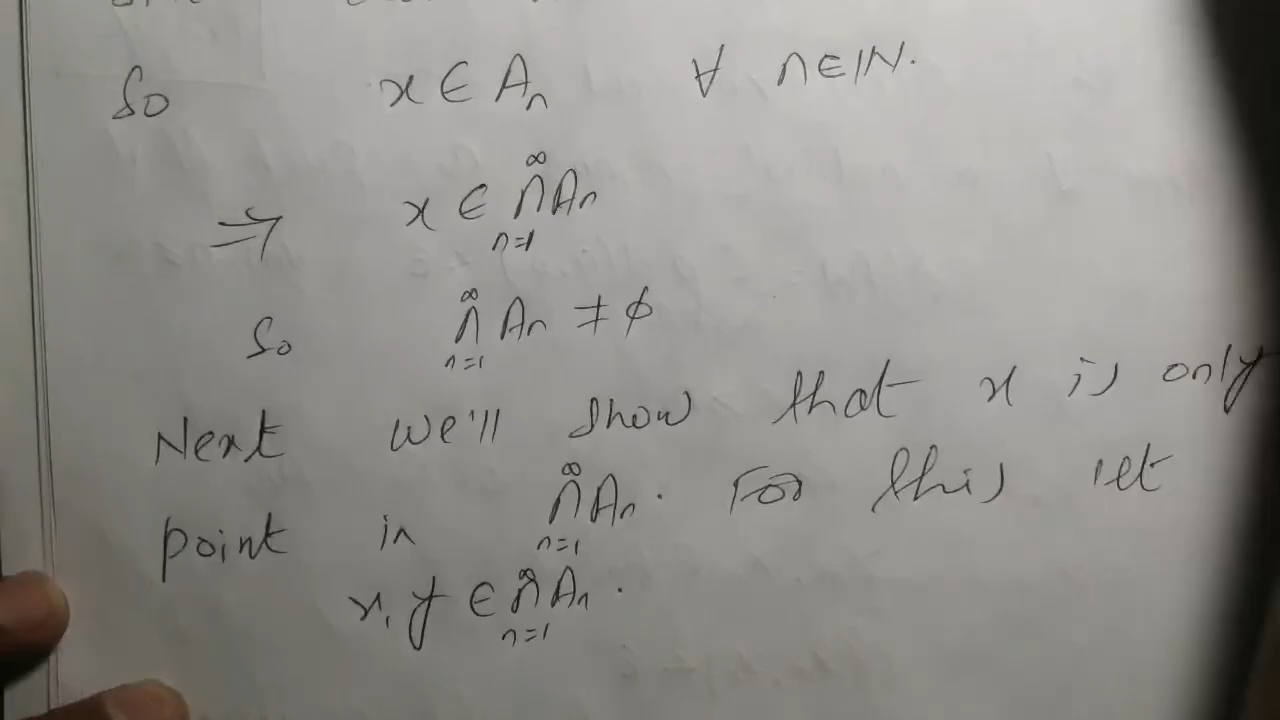 So x ∈ Aₙ ∀ n∈ℕ.
⇒ x ∈ ∞⋂n=1 Aₙ
So ∞⋂n=1 Aₙ ≠ ϕ
Next we'll show that x is only
point in ∞⋂n=1 Aₙ. For this let
x, y ∈ ∞⋂n=1 Aₙ.